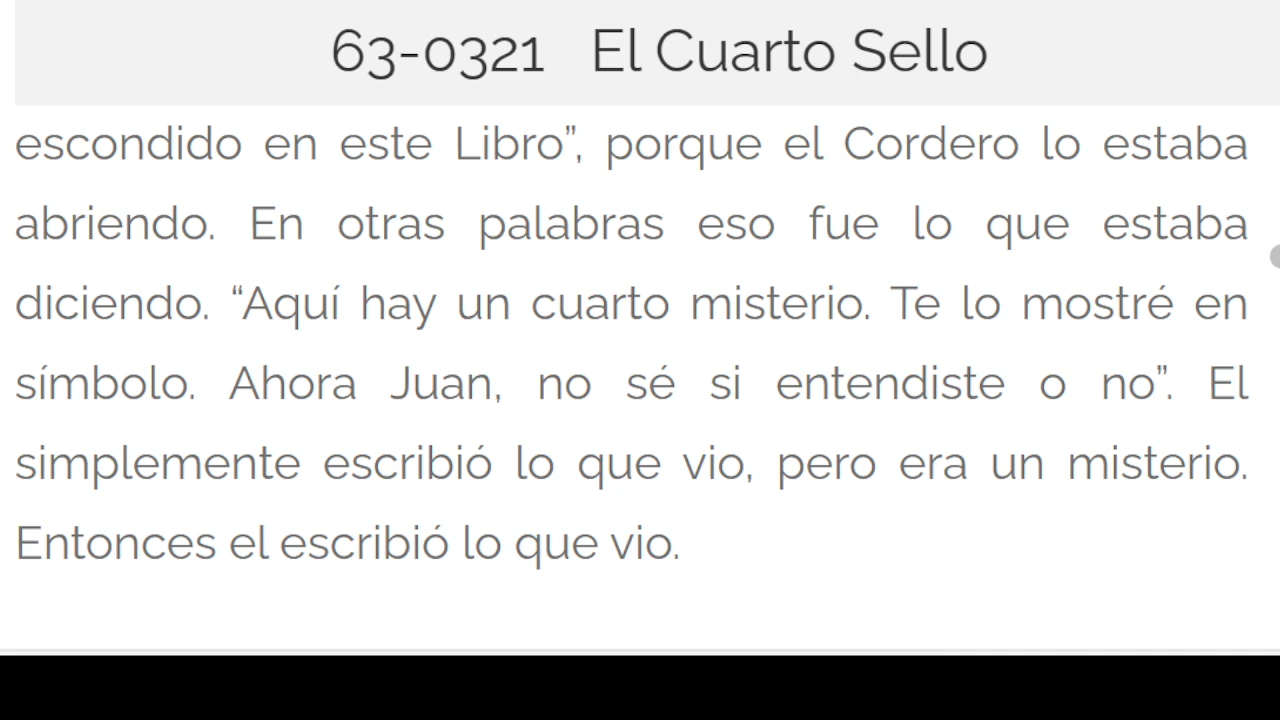 63-0321 El Cuarto Sello
escondido en este Libro”, porque el Cordero lo estaba
abriendo. En otras palabras eso fue lo que estaba
diciendo. “Aquí hay un cuarto misterio. Te lo mostré en
símbolo. Ahora Juan, no sé si entendiste o no”. El
simplemente escribió lo que vio, pero era un misterio.
Entonces el escribió lo que vio.